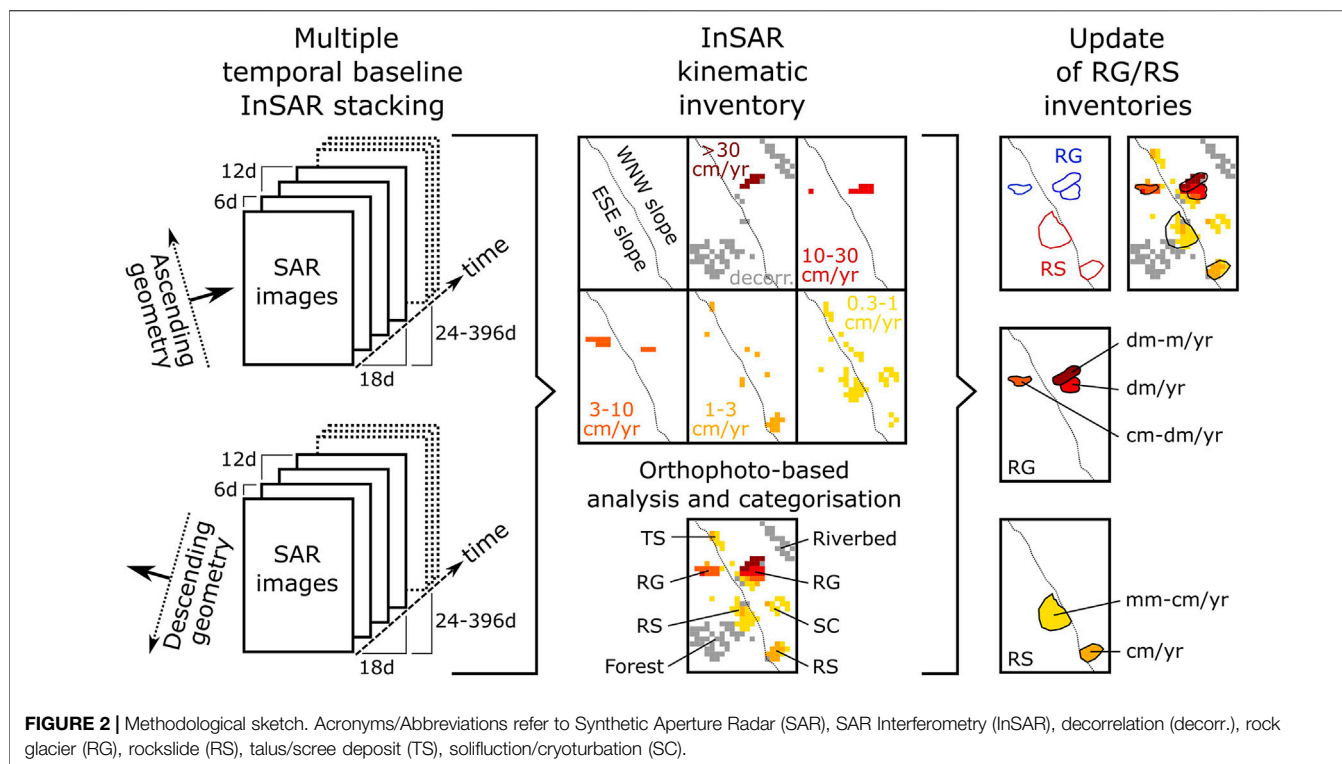 Multiple
temporal baseline
InSAR stacking
12d
6d
SAR
images
Ascending
geometry
time
24-396d
18d
12d
6d
SAR
images
Descending
geometry
time
24-396d
18d
InSAR
kinematic
inventory
WNW slope
ESE slope
>30
cm/yr
decorr.
10-30
cm/yr
3-10
cm/yr
1-3
cm/yr
0.3-1
cm/yr
Orthophoto-based
analysis and categorisation
TS
Riverbed
RG
RG
RS
SC
Forest
RS
Update
of RG/RS
inventories
RG
RS
dm-m/yr
dm/yr
cm-dm/yr
RG
mm-cm/yr
cm/yr
RS
FIGURE 2 | Methodological sketch. Acronyms/Abbreviations refer to Synthetic Aperture Radar (SAR), SAR Interferometry (InSAR), decorrelation (decorr.), rock
glacier (RG), rockslide (RS), talus/scree deposit (TS), solifluction/cryoturbation (SC).